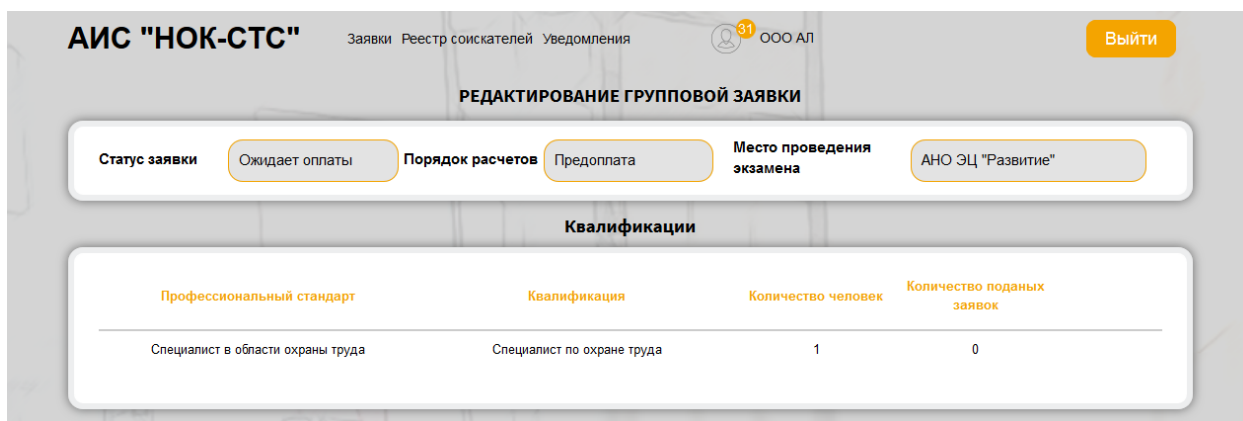 АИС "НОК-СТС" Заявки Реестр соискателей Уведомления 31 ООО АЛ Выйти
РЕДАКТИРОВАНИЕ ГРУППОВОЙ ЗАЯВКИ
Статус заявки Ожидает оплаты Порядок расчетов Предоплата Место проведения
экзамена АНО ЭЦ "Развитие"
Квалификации
Профессиональный стандарт Квалификация Количество человек Количество поданых
заявок
Специалист в области охраны труда Специалист по охране труда 1 0